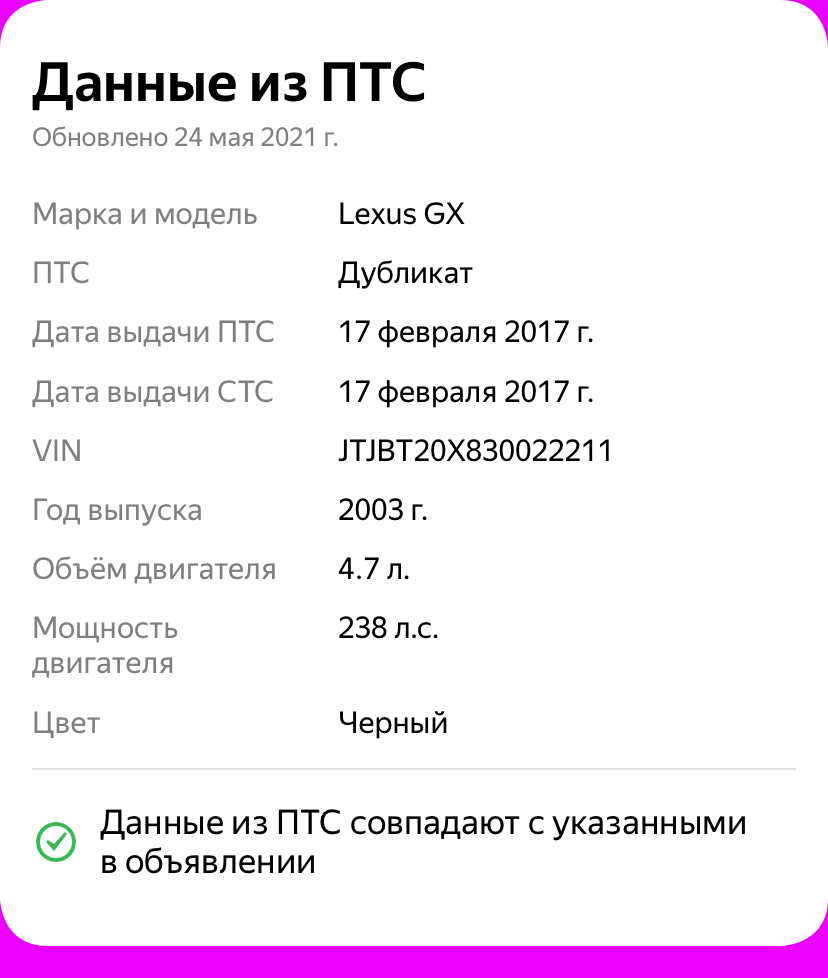 Данные из ПТС
Обновлено 24 мая 2021 г.
Марка и модель Lexus GX
ПТС Дубликат
Дата выдачи ПТС 17 февраля 2017 г.
Дата выдачи СТС 17 февраля 2017 г.
VIN JTJBT20X830022211
Год выпуска 2003 г.
Объём двигателя 4.7 л.
Мощность 238 л.с.
двигателя
Цвет Черный
Данные из ПТС совпадают с указанными
в объявлении